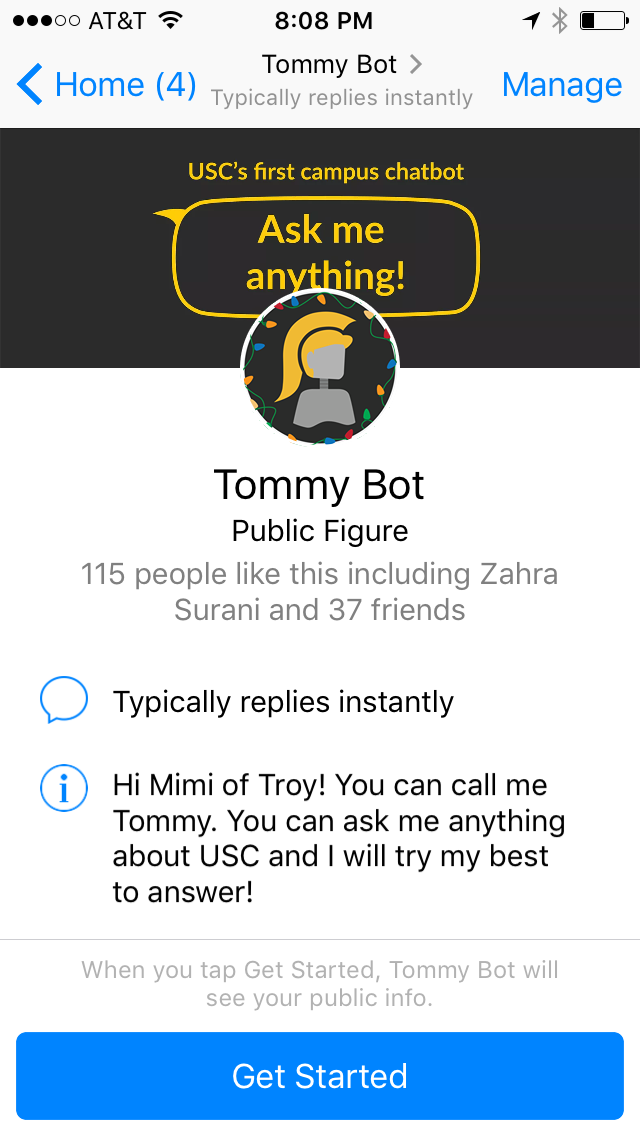 AT&T 8:08 PM
Home (4) Tommy Bot Manage
Typically replies instantly
USC's first campus chatbot
Ask me
anything!
Tommy Bot
Public Figure
115 people like this including Zahra
Surani and 37 friends
Typically replies instantly
Hi Mimi of Troy! You can call me
Tommy. You can ask me anything
about USC and I will try my best
to answer!
When you tap Get Started, Tommy Bot will
see your public info.
Get Started